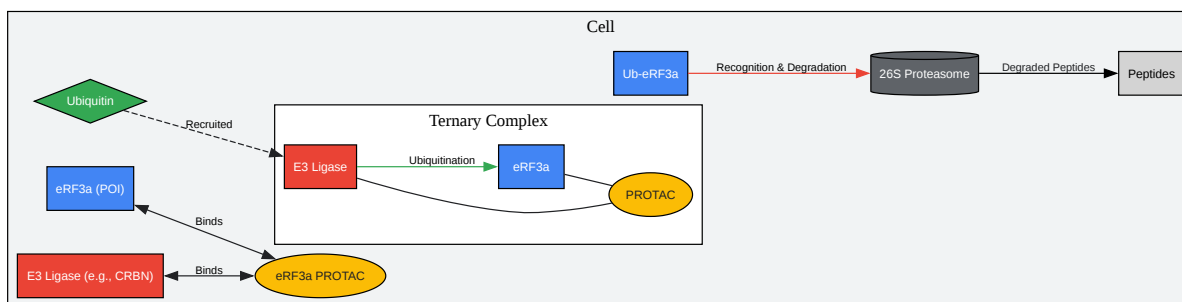 Cell
Ub-eRF3a
Recognition & Degradation
26S Proteasome
Degraded Peptides
Peptides
Ubiquitin
Recruited
Ternary Complex
E3 Ligase
Ubiquitination
eRF3a
PROTAC
eRF3a (POI)
Binds
E3 Ligase (e.g., CRBN)
Binds
eRF3a PROTAC